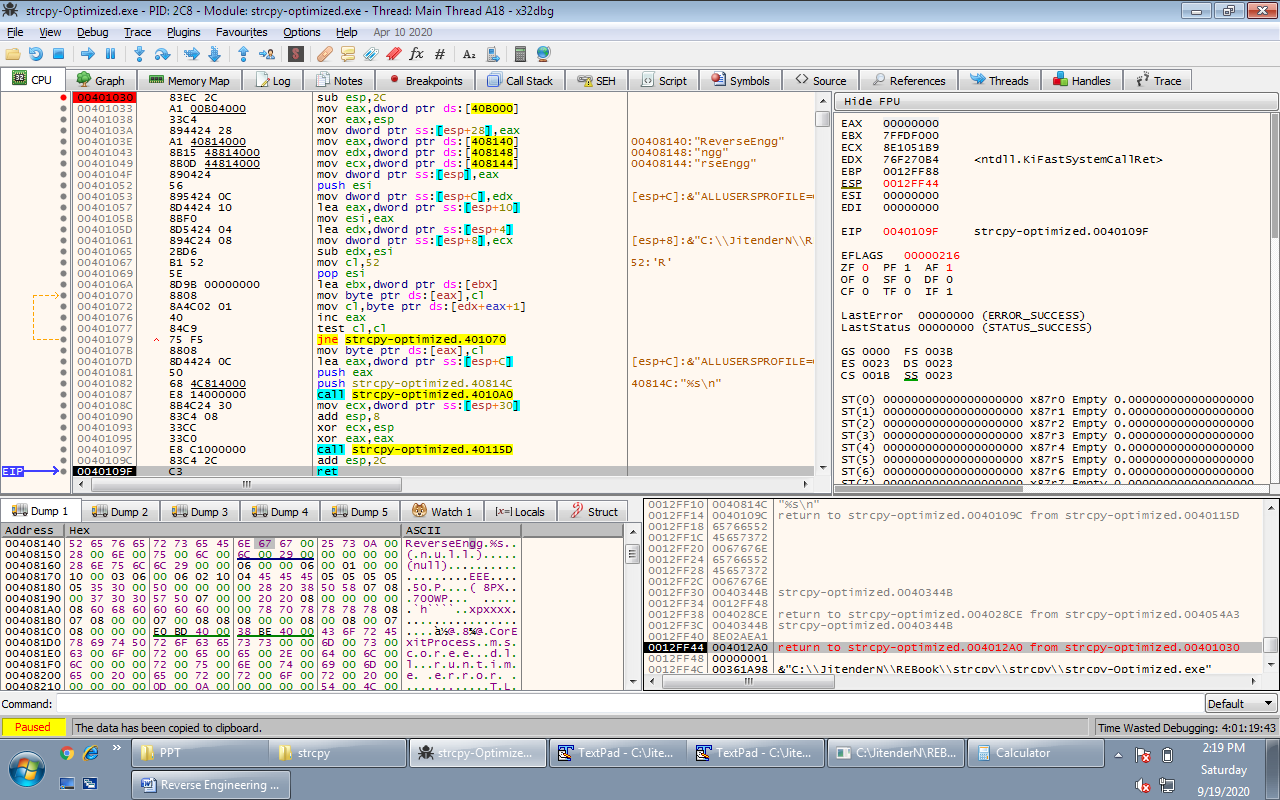 strcpy-Optimized.exe - PID: 2C8 - Module: strcpy-optimized.exe - Thread: Main Thread A18 - x32dbg
File View Debug Trace Plugins Favourites Options Help Apr 10 2020
CPU Graph Memory Map Log Notes Breakpoints Call Stack SEH Script Symbols Source References Threads Handles Trace
00401030 83EC 2C sub esp,2C
00401033 A1 00B04000 mov eax,dword ptr ds:[40B000]
00401038 33C4 xor eax,esp
0040103A 894424 28 mov dword ptr ss:[esp+28],eax
0040103E A1 40814000 mov eax,dword ptr ds:[408140] 00408140:"ReverseEngg"
00401043 8B15 48814000 mov edx,dword ptr ds:[408148] 00408148:"ngg"
00401049 8B0D 44814000 mov ecx,dword ptr ds:[408144] 00408144:"rseEngg"
0040104F 890424 mov dword ptr ss:[esp],eax
00401052 56 push esi
00401053 895424 0C mov dword ptr ss:[esp+C],edx [esp+C]:&"ALLUSERSPROFILE=
00401057 8D4424 10 lea eax,dword ptr ss:[esp+10]
0040105B 8BF0 mov esi,eax
0040105D 8D5424 04 lea edx,dword ptr ss:[esp+4]
00401061 894C24 08 mov dword ptr ss:[esp+8],ecx [esp+8]:&"C:\\JitenderN\\R
00401065 2BD6 sub edx,esi
00401067 B1 52 mov cl,52 52:'R'
00401069 5E pop esi
0040106A 8D9B 00000000 lea ebx,dword ptr ds:[ebx]
00401070 8808 mov byte ptr ds:[eax],cl
00401072 8A4C02 01 mov cl,byte ptr ds:[edx+eax+1]
00401076 40 inc eax
00401077 84C9 test cl,cl
00401079 75 F5 jne strcpy-optimized.401070
0040107B 8808 mov byte ptr ds:[eax],cl
0040107D 8D4424 0C lea eax,dword ptr ss:[esp+C] [esp+C]:&"ALLUSERSPROFILE=
00401081 50 push eax
00401082 68 4C814000 push strcpy-optimized.40814C 40814C:"%s\n"
00401087 E8 14000000 call strcpy-optimized.4010A0
0040108C 8B4C24 30 mov ecx,dword ptr ss:[esp+30]
00401090 83C4 08 add esp,8
00401093 33CC xor ecx,esp
00401095 33C0 xor eax,eax
00401097 E8 C1000000 call strcpy-optimized.40115D
0040109C 83C4 2C add esp,2C
EIP 0040109F C3 ret
Hide FPU
EAX 00000000
EBX 7FFDF000
ECX 8E1051B9
EDX 76F270B4 <ntdll.KiFastSystemCallRet>
EBP 0012FF88
ESP 0012FF44
ESI 00000000
EDI 00000000
EIP 0040109F strcpy-optimized.0040109F
EFLAGS 00000216
ZF 0 PF 1 AF 1
OF 0 SF 0 DF 0
CF 0 TF 0 IF 1
LastError 00000000 (ERROR_SUCCESS)
LastStatus 00000000 (STATUS_SUCCESS)
GS 0000 FS 003B
ES 0023 DS 0023
CS 001B SS 0023
ST(0) 00000000000000000000 x87r0 Empty 0.000000000000000000
ST(1) 00000000000000000000 x87r1 Empty 0.000000000000000000
ST(2) 00000000000000000000 x87r2 Empty 0.000000000000000000
ST(3) 00000000000000000000 x87r3 Empty 0.000000000000000000
ST(4) 00000000000000000000 x87r4 Empty 0.000000000000000000
ST(5) 00000000000000000000 x87r5 Empty 0.000000000000000000
ST(6) 00000000000000000000 x87r6 Empty 0.000000000000000000
Dump 1 Dump 2 Dump 3 Dump 4 Dump 5 Watch 1 Locals Struct
Address Hex ASCII
00408140 52 65 76 65 72 73 65 45 6E 67 67 00 25 73 0A 00 ReverseEngg.%s..
00408150 28 00 6E 00 75 00 6C 00 6C 00 29 00 00 00 00 00 (.n.u.l.l.).....
00408160 28 6E 75 6C 6C 29 00 00 06 00 00 06 00 01 00 00 (null)..........
00408170 10 00 03 06 00 06 02 10 04 45 45 45 05 05 05 05 .........EEE....
00408180 05 35 30 00 50 00 00 00 00 28 20 38 50 58 07 08 .50.P....( 8PX..
00408190 00 37 30 30 57 50 07 00 00 20 20 08 00 00 00 00 .700WP...  .....
004081A0 08 60 68 60 60 60 60 00 00 78 70 78 78 78 78 08 .`h````..xpxxxx.
004081B0 07 08 00 00 07 00 08 08 08 00 00 08 00 08 00 07 ................
004081C0 08 00 00 00 E0 BD 40 00 38 BE 40 00 43 6F 72 45 ....à½@.8¾@.CorE
004081D0 78 69 74 50 72 6F 63 65 73 73 00 00 6D 00 73 00 xitProcess..m.s.
004081E0 63 00 6F 00 72 00 65 00 65 00 2E 00 64 00 6C 00 c.o.r.e.e...d.l.
004081F0 6C 00 00 00 72 00 75 00 6E 00 74 00 69 00 6D 00 l...r.u.n.t.i.m.
00408200 65 00 20 00 65 00 72 00 72 00 6F 00 72 00 20 00 e. .e.r.r.o.r. .
00408210 00 00 00 00 0D 00 0A 00 00 00 00 00 54 00 4C 00 ............T.L.
0012FF10 0040814C "%s\n"
0012FF14 0040109C return to strcpy-optimized.0040109C from strcpy-optimized.0040115D
0012FF18 65766552
0012FF1C 45657372
0012FF20 0067676E
0012FF24 65766552
0012FF28 45657372
0012FF2C 0067676E
0012FF30 0040344B strcpy-optimized.0040344B
0012FF34 0012FF48
0012FF38 004028CE return to strcpy-optimized.004028CE from strcpy-optimized.004054A3
0012FF3C 0040344B strcpy-optimized.0040344B
0012FF40 8E02AEA1
0012FF44 004012A0 return to strcpy-optimized.004012A0 from strcpy-optimized.00401030
0012FF48 00000001
0012FF4C 00361A98 &"C:\\JitenderN\\REBook\\strcpy\\strcpy\\strcpy-Optimized.exe"
Command: Default
Paused The data has been copied to clipboard. Time Wasted Debugging: 4:01:19:43
PPT strcpy strcpy-Optimize... TextPad - C:\Jite... TextPad - C:\Jite... C:\JitenderN\REB... Calculator
Reverse Engineering ...
2:19 PM
Saturday
9/19/2020